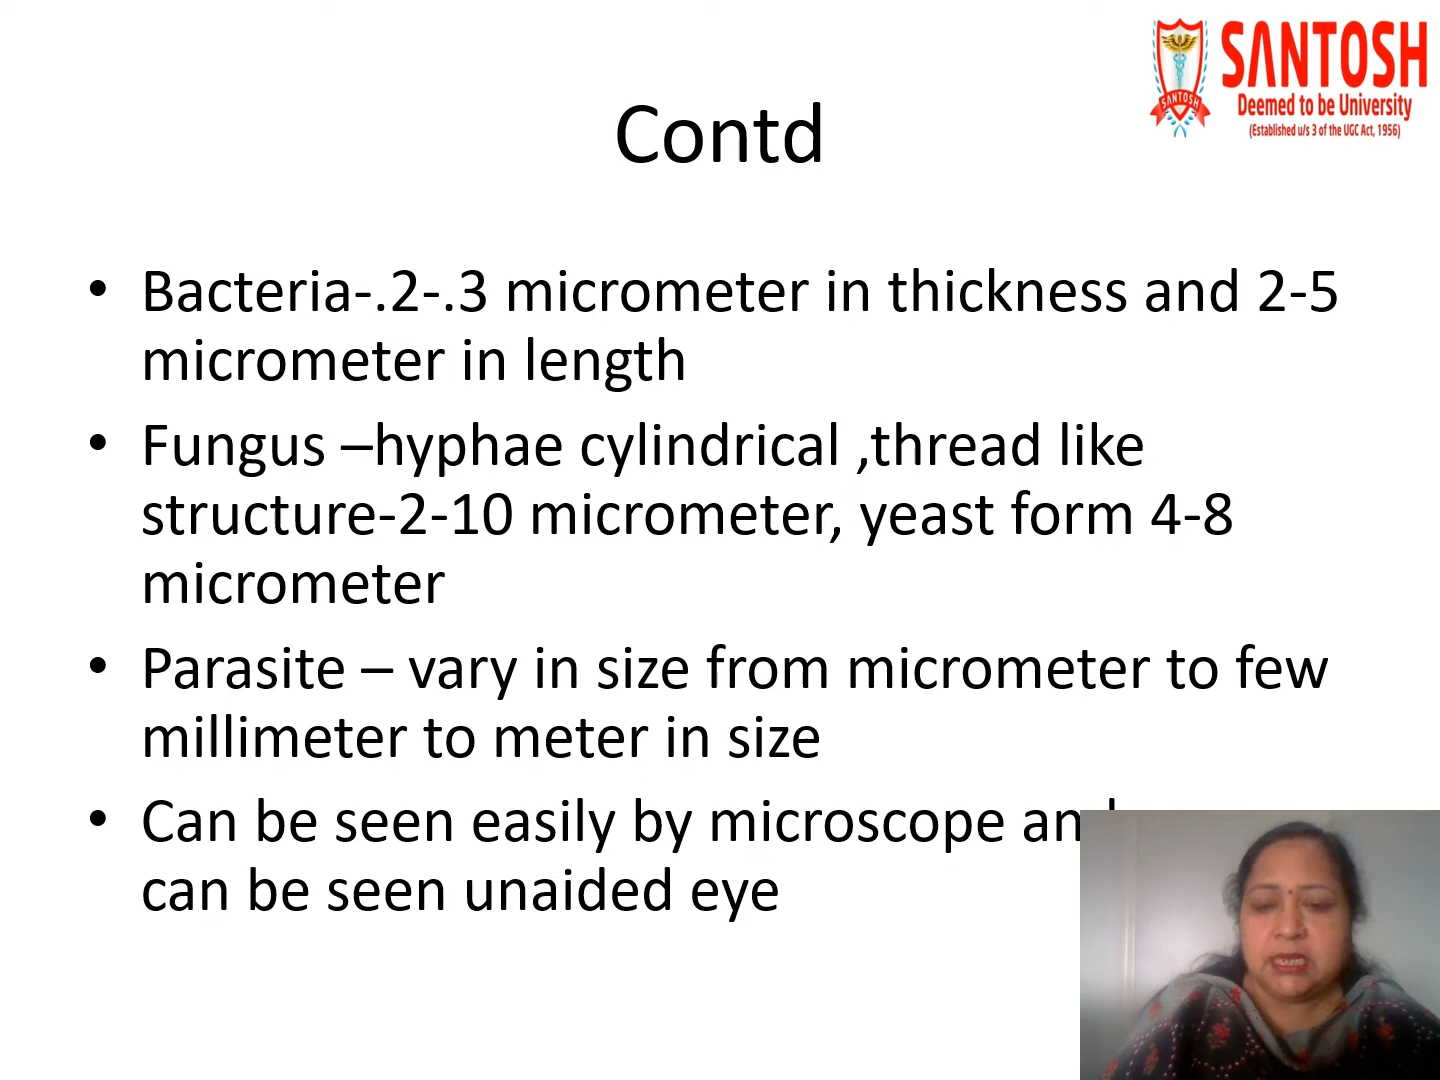 SANTOSH
Deemed to be University
(Established u/s 3 of the UGC Act, 1956)
SANTOSH
Contd
• Bacteria-.2-.3 micrometer in thickness and 2-5
micrometer in length
• Fungus –hyphae cylindrical ,thread like
structure-2-10 micrometer, yeast form 4-8
micrometer
• Parasite – vary in size from micrometer to few
millimeter to meter in size
• Can be seen easily by microscope and
can be seen unaided eye